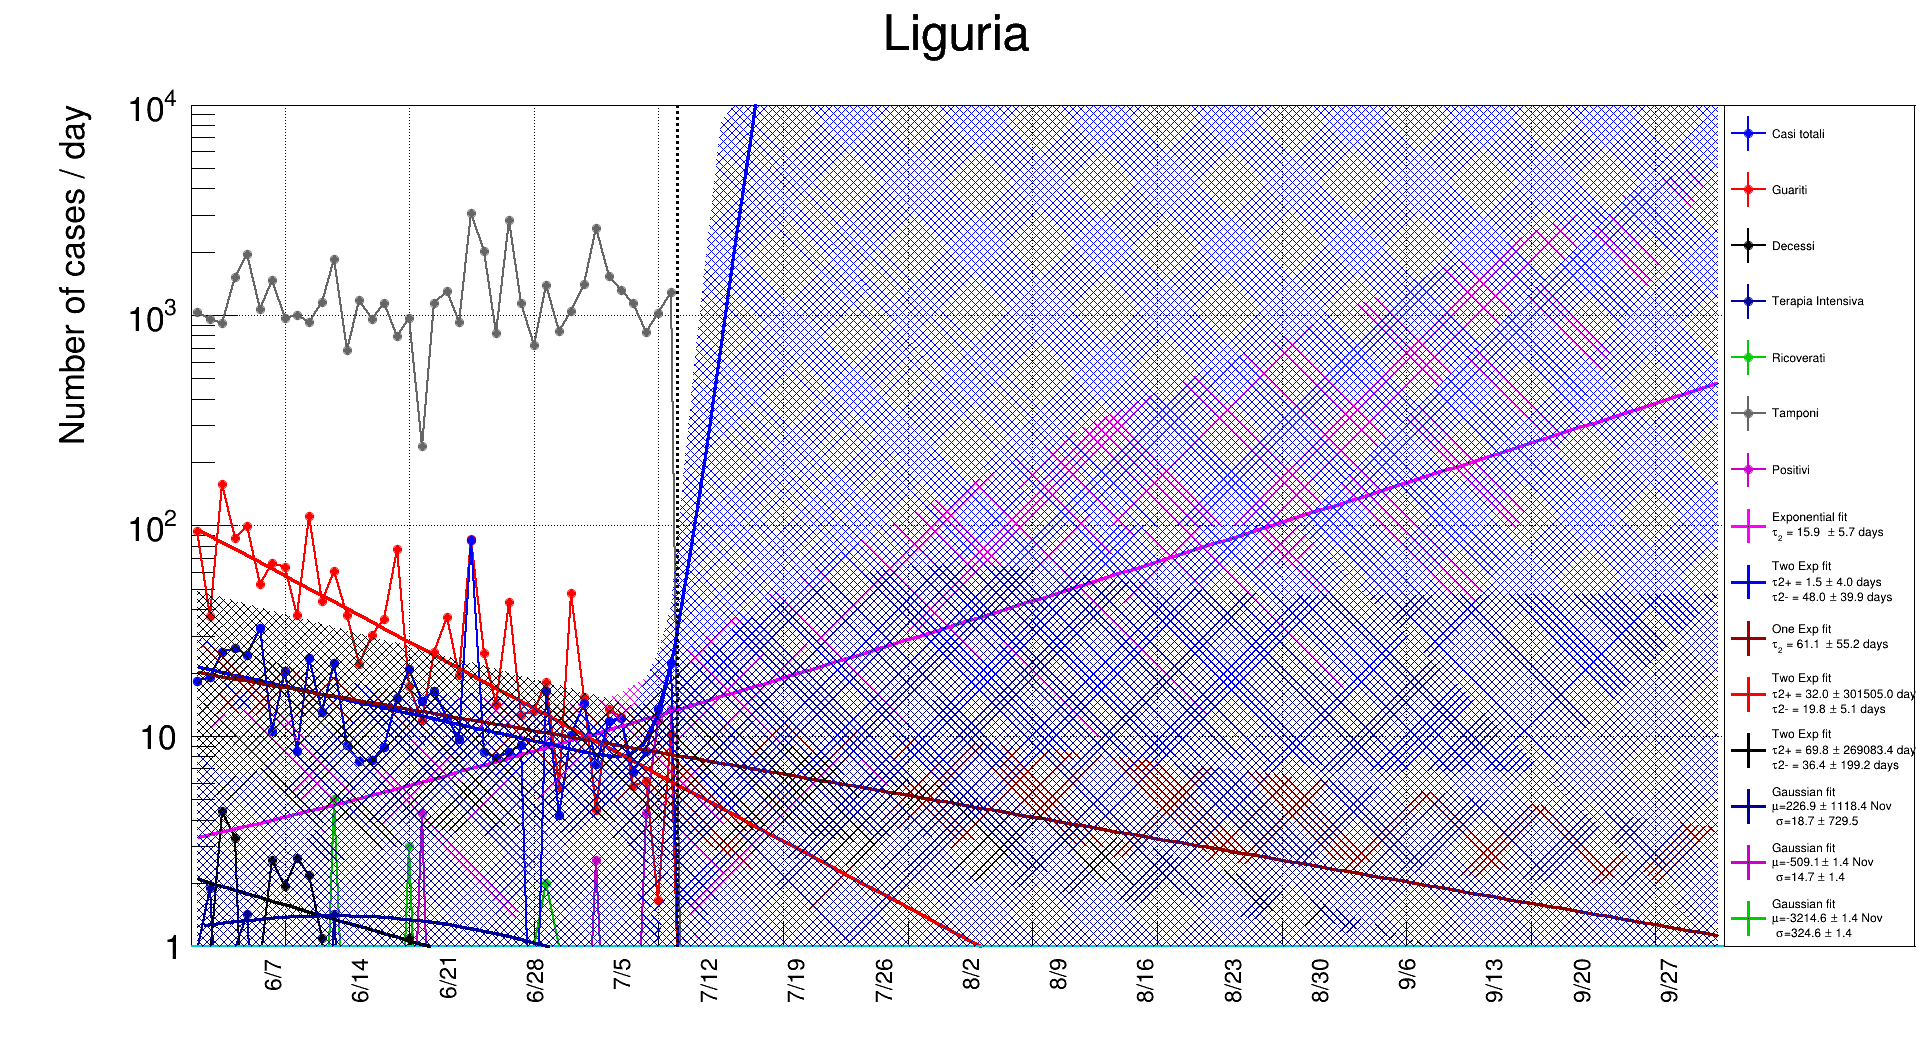 Liguria
Number of cases / day
10^4
10^3
10^2
10
1
6/7
6/14
6/21
6/28
7/5
7/12
7/19
7/26
8/2
8/9
8/16
8/23
8/30
9/6
9/13
9/20
9/27
Casi totali
Guariti
Decessi
Terapia Intensiva
Ricoverati
Tamponi
Positivi
Exponential fit
τ2 = 15.9 ± 5.7 days
Two Exp fit
τ2+ = 1.5 ± 4.0 days
τ2- = 48.0 ± 39.9 days
One Exp fit
τ2 = 61.1 ± 55.2 days
Two Exp fit
τ2+ = 32.0 ± 301505.0 day
τ2- = 19.8 ± 5.1 days
Two Exp fit
τ2+ = 69.8 ± 269083.4 day
τ2- = 36.4 ± 199.2 days
Gaussian fit
μ=226.9 ± 1118.4 Nov
σ=18.7 ± 729.5
Gaussian fit
μ=-509.1 ± 1.4 Nov
σ=14.7 ± 1.4
Gaussian fit
μ=-3214.6 ± 1.4 Nov
σ=324.6 ± 1.4